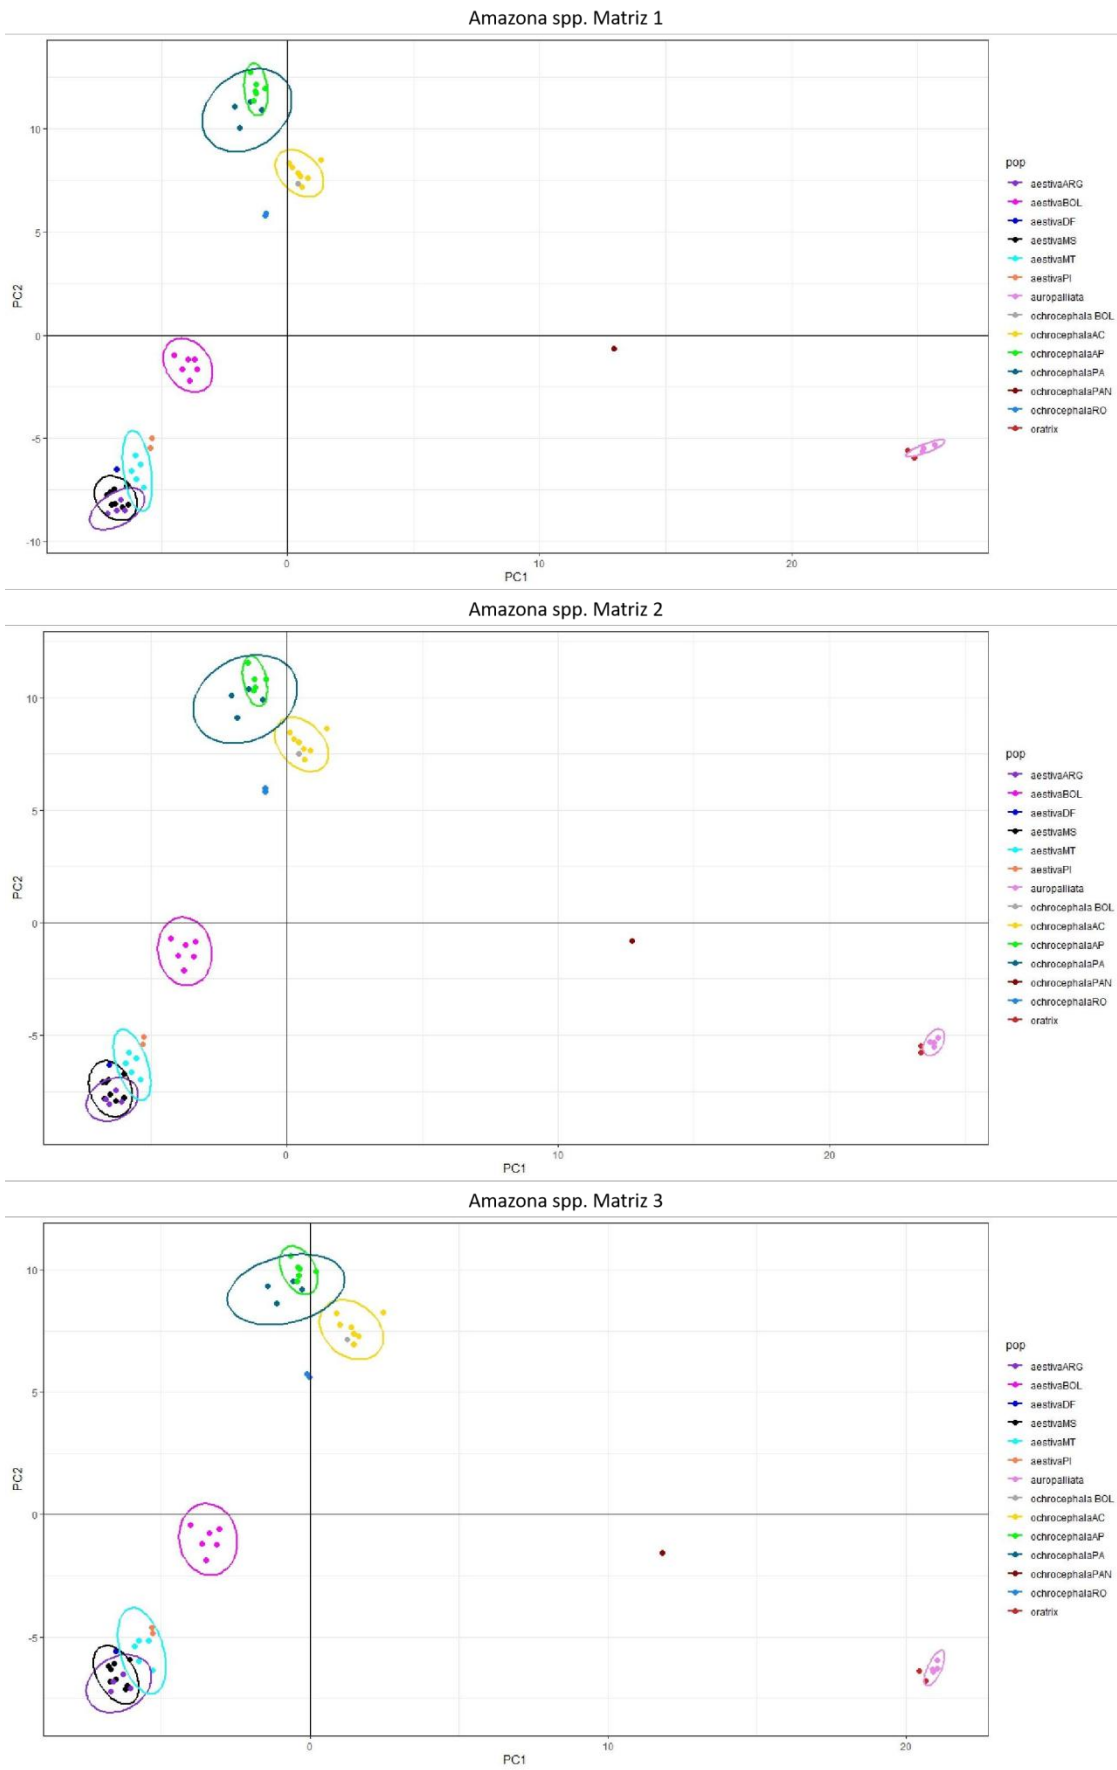 Amazona spp. Matriz 1
10
5
0
-5
-10
PC2
0
10
20
PC1
pop
aestivaARG
aestivaBOL
aestivaDF
aestivaMS
aestivaMT
aestivaPI
auropalliata
ochrocephala BOL
ochrocephalaAC
ochrocephalaAP
ochrocephalaPA
ochrocephalaPAN
ochrocephalaRO
oratrix
Amazona spp. Matriz 2
10
5
0
-5
PC2
0
10
20
PC1
pop
aestivaARG
aestivaBOL
aestivaDF
aestivaMS
aestivaMT
aestivaPI
auropalliata
ochrocephala BOL
ochrocephalaAC
ochrocephalaAP
ochrocephalaPA
ochrocephalaPAN
ochrocephalaRO
oratrix
Amazona spp. Matriz 3
10
5
0
-5
PC2
0
10
20
PC1
pop
aestivaARG
aestivaBOL
aestivaDF
aestivaMS
aestivaMT
aestivaPI
auropalliata
ochrocephala BOL
ochrocephalaAC
ochrocephalaAP
ochrocephalaPA
ochrocephalaPAN
ochrocephalaRO
oratrix